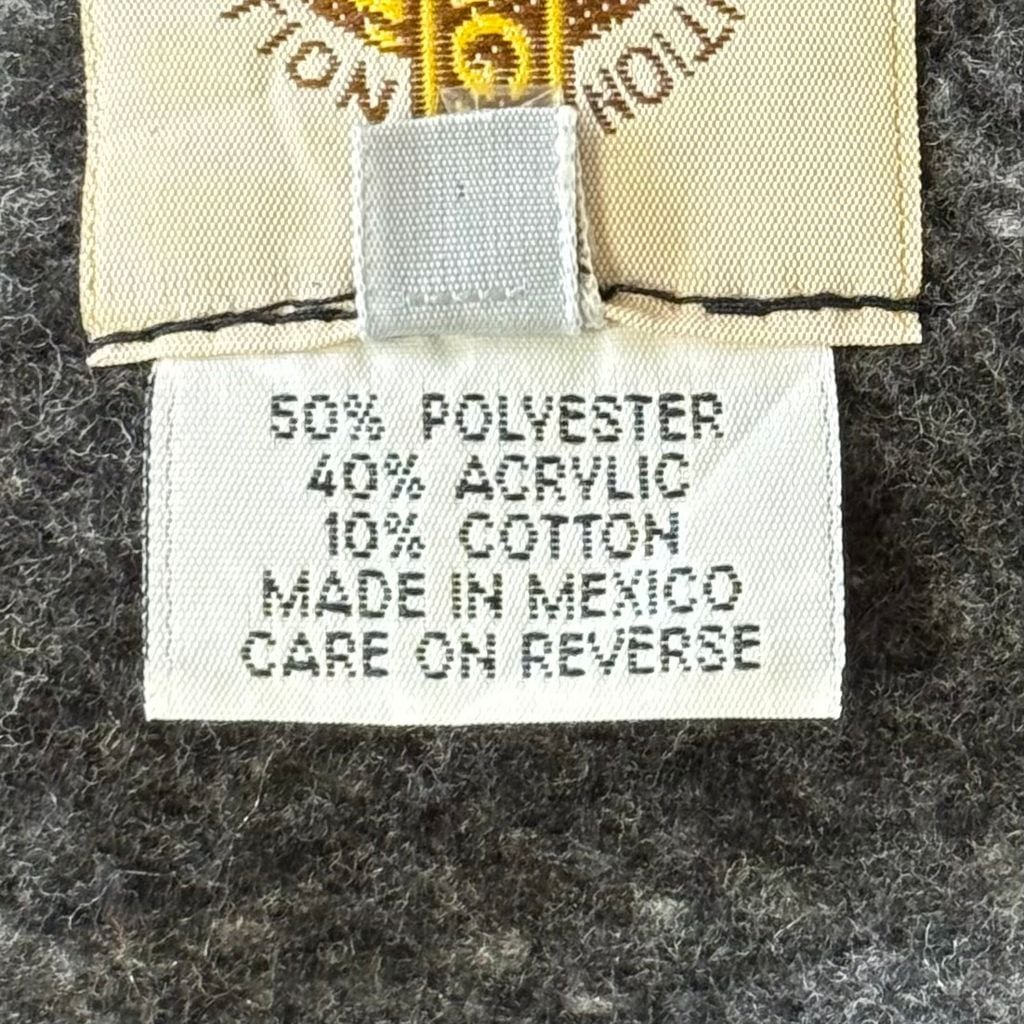 50% POLYESTER
40% ACRYLIC
10% COTTON
MADE IN MEXICO
CARE ON REVERSE